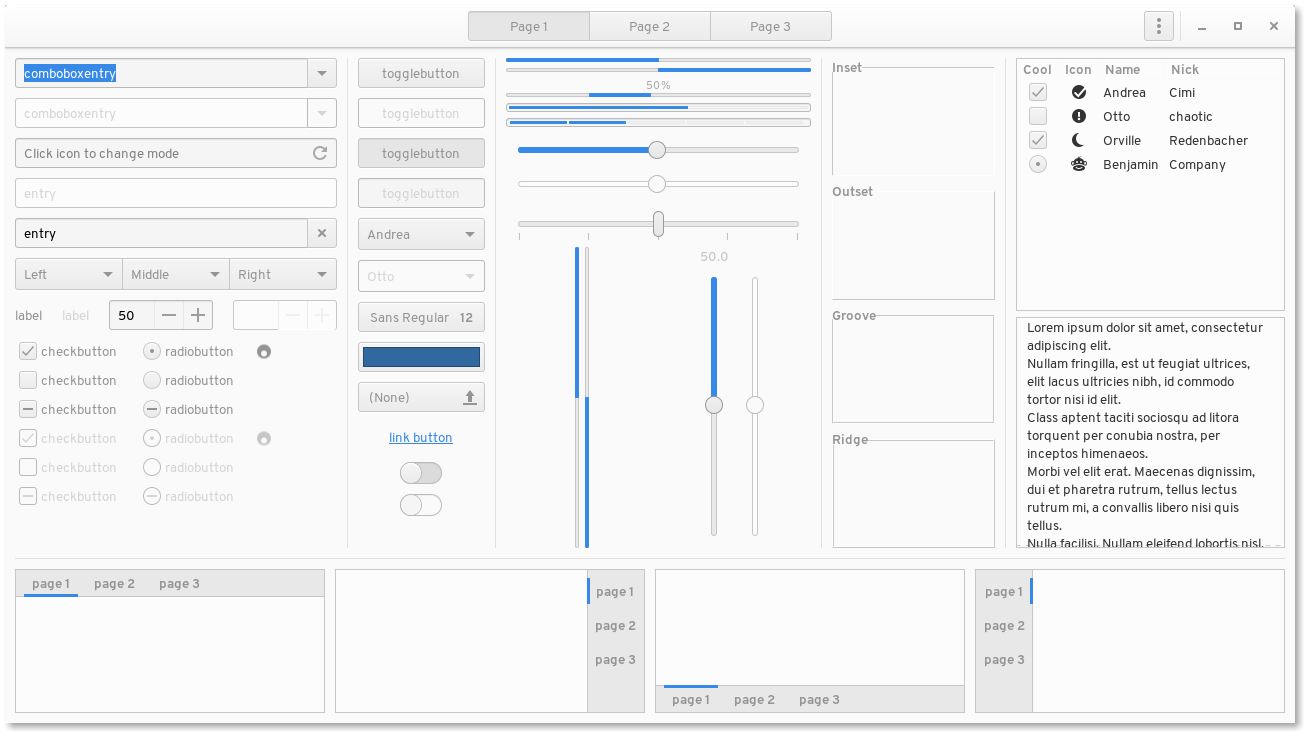 Page 1 Page 2 Page 3
comboboxentry
comboboxentry
Click icon to change mode
entry
entry
Left Middle Right
label label 50
checkbutton radiobutton
checkbutton radiobutton
checkbutton radiobutton
checkbutton radiobutton
checkbutton radiobutton
checkbutton radiobutton
togglebutton
togglebutton
togglebutton
togglebutton
Andrea
Otto
Sans Regular 12
(None)
link button
50%
50.0
Inset
Outset
Groove
Ridge
Cool Icon Name Nick
Andrea Cimi
Otto chaotic
Orville Redenbacher
Benjamin Company
Lorem ipsum dolor sit amet, consectetur
adipiscing elit.
Nullam fringilla, est ut feugiat ultrices,
elit lacus ultricies nibh, id commodo
tortor nisi id elit.
Class aptent taciti sociosqu ad litora
torquent per conubia nostra, per
inceptos himenaeos.
Morbi vel elit erat. Maecenas dignissim,
dui et pharetra rutrum, tellus lectus
rutrum mi, a convallis libero nisi quis
tellus.
Nulla facilisi. Nullam eleifend lobortis nisl,
page 1 page 2 page 3
page 1
page 2
page 3
page 1 page 2 page 3
page 1
page 2
page 3